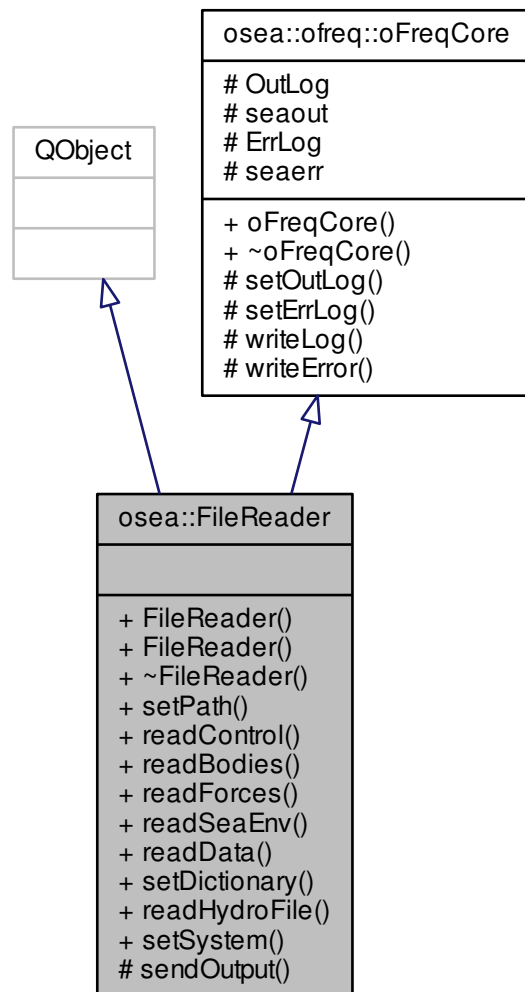 osea::ofreq::oFreqCore
# OutLog
# seaout
# ErrLog
# seaerr
+ oFreqCore()
+ ~oFreqCore()
# setOutLog()
# setErrLog()
# writeLog()
# writeError()
QObject
osea::FileReader
+ FileReader()
+ FileReader()
+ ~FileReader()
+ setPath()
+ readControl()
+ readBodies()
+ readForces()
+ readSeaEnv()
+ readData()
+ setDictionary()
+ readHydroFile()
+ setSystem()
# sendOutput()